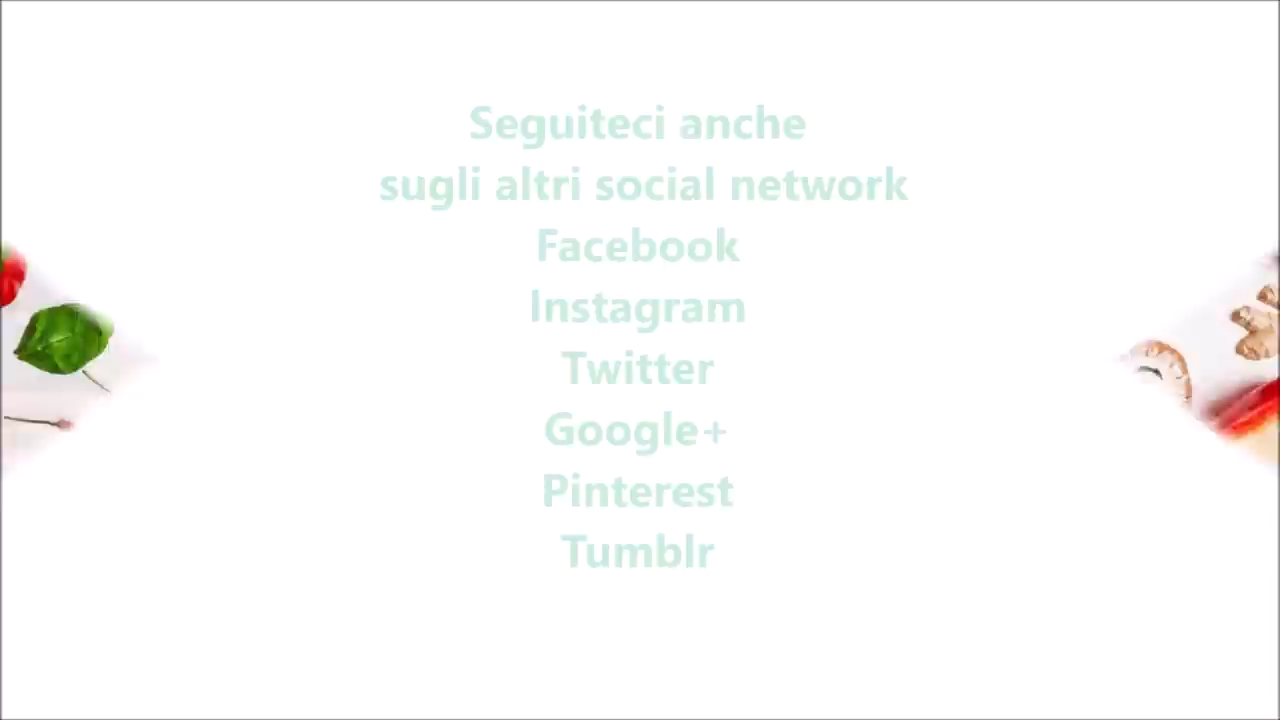 Seguiteci anche
sugli altri social network
Facebook
Instagram
Twitter
Google+
Pinterest
Tumblr